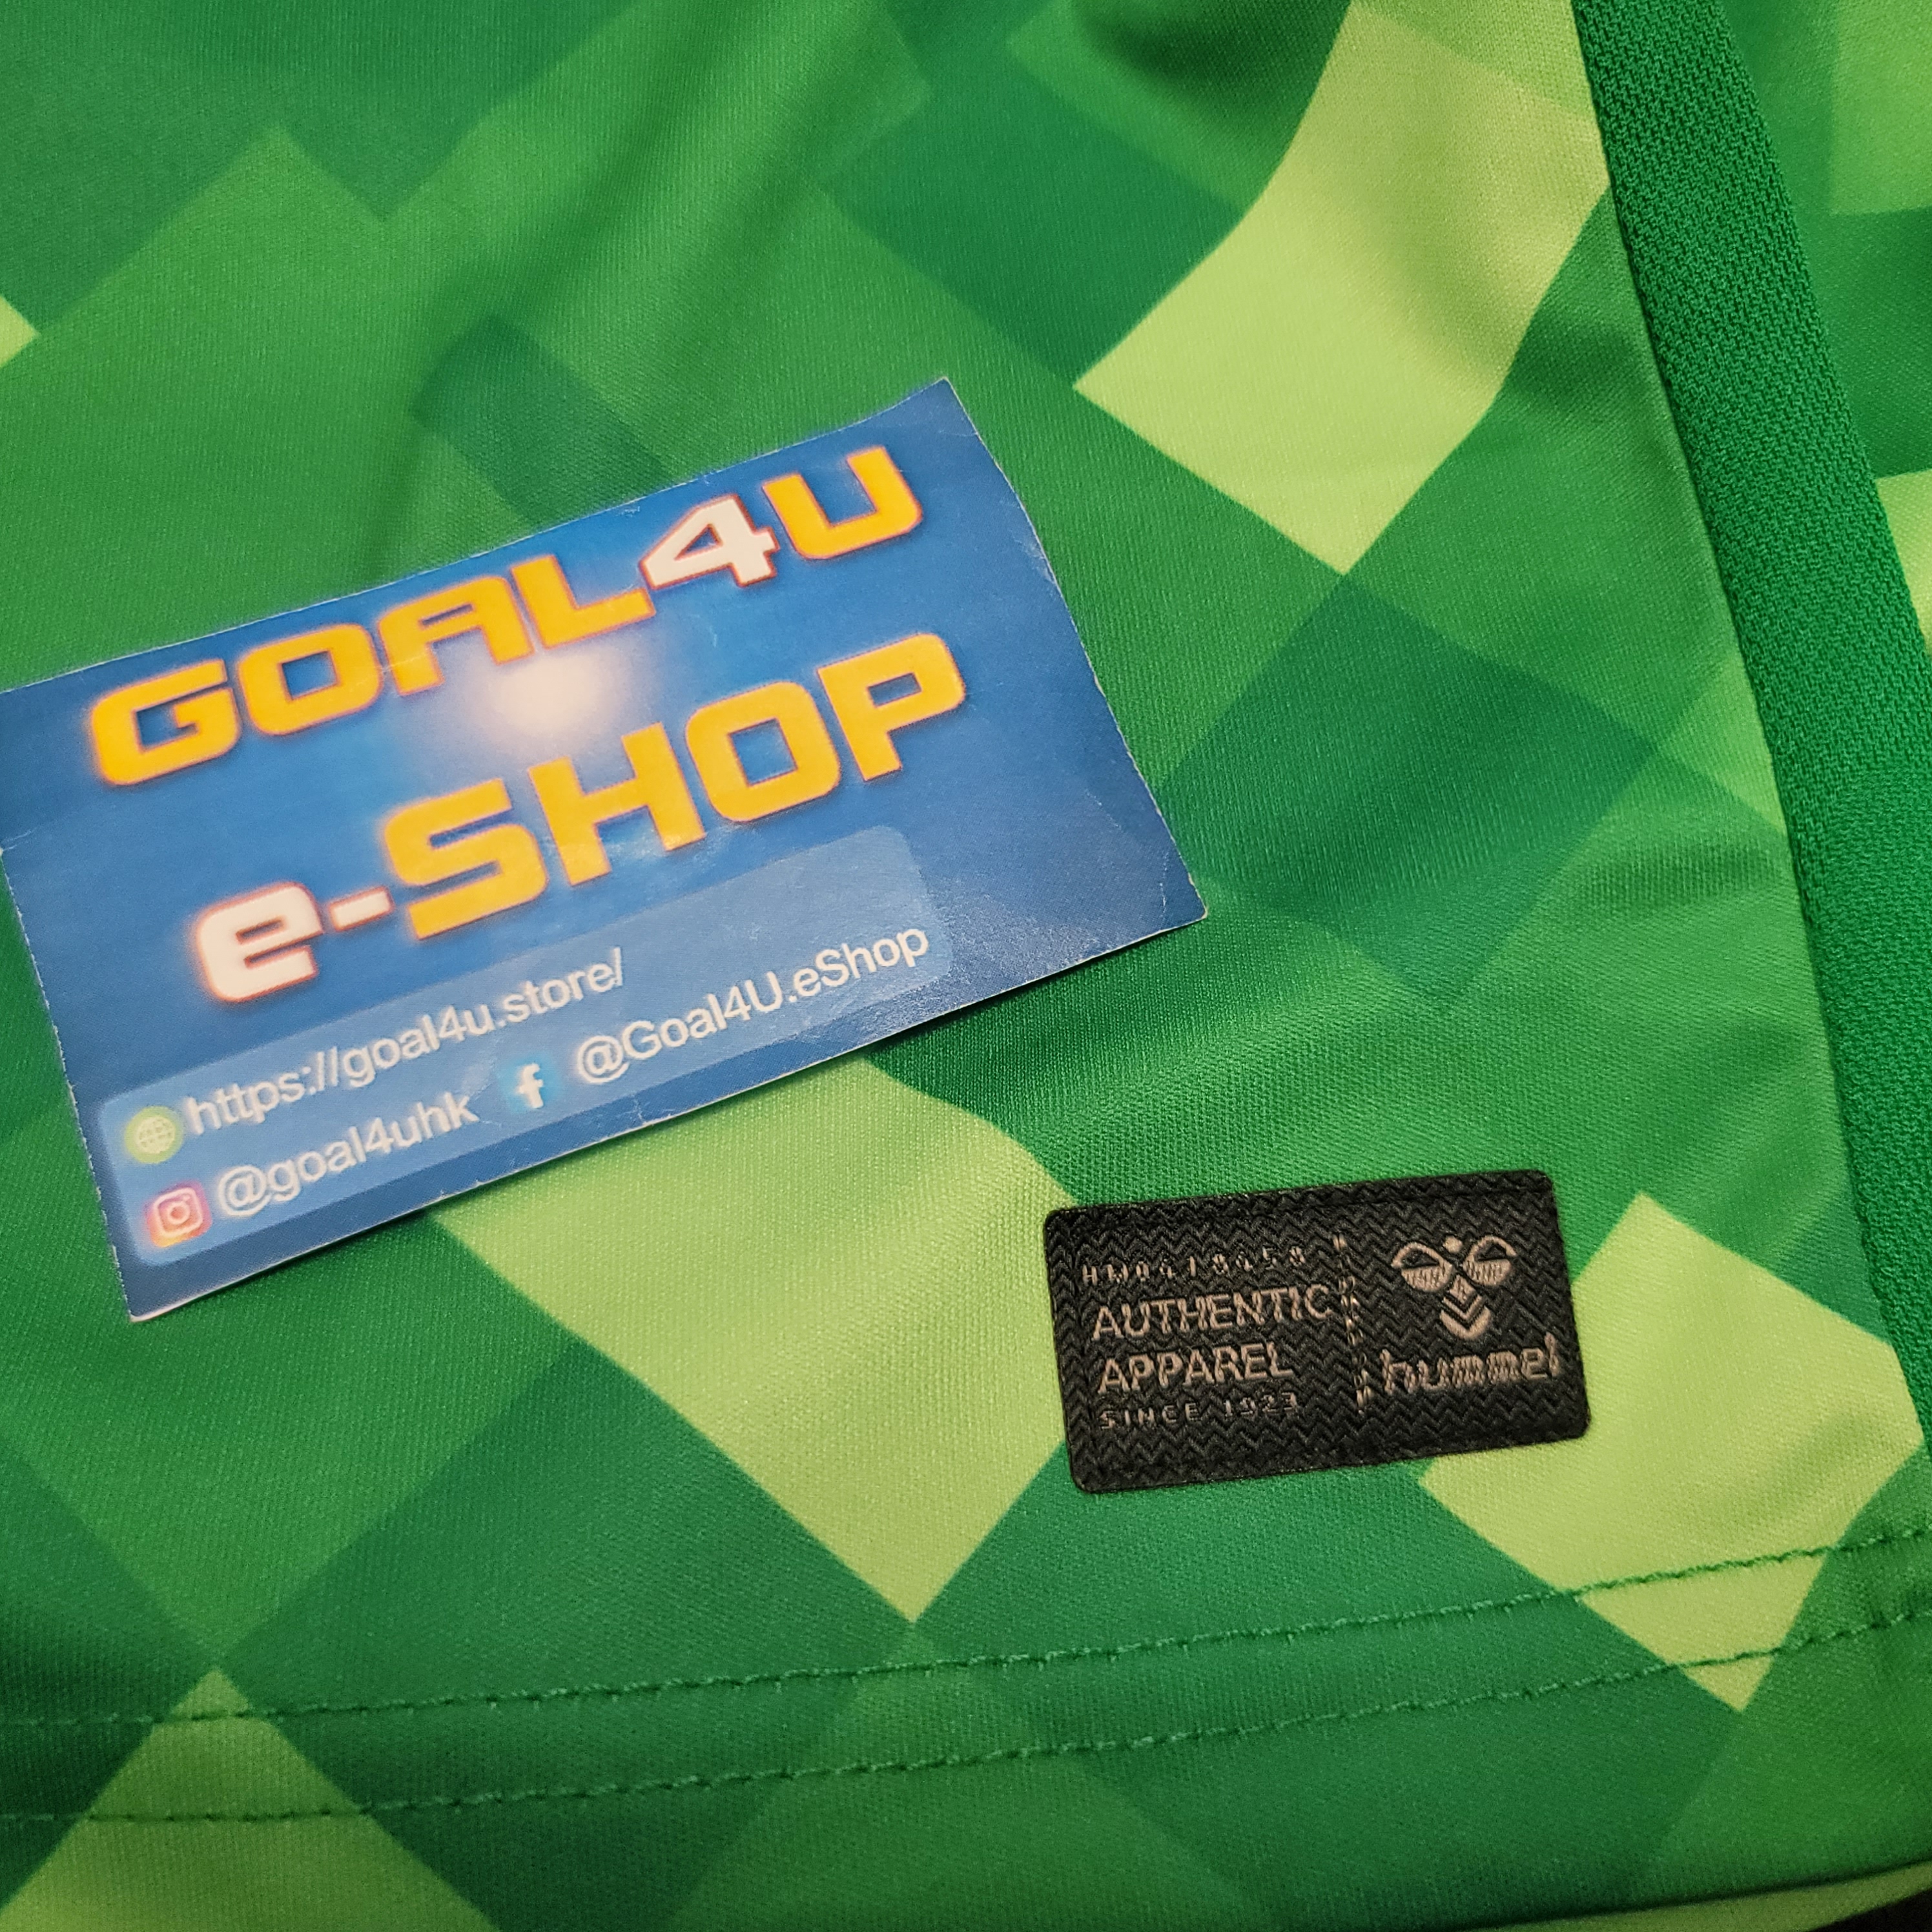 GOAL4U
e-SHOP
https://goal4u.store/
@goal4uhk @Goal4U.eShop
AUTHENTIC
APPAREL
SINCE 1923
hummel